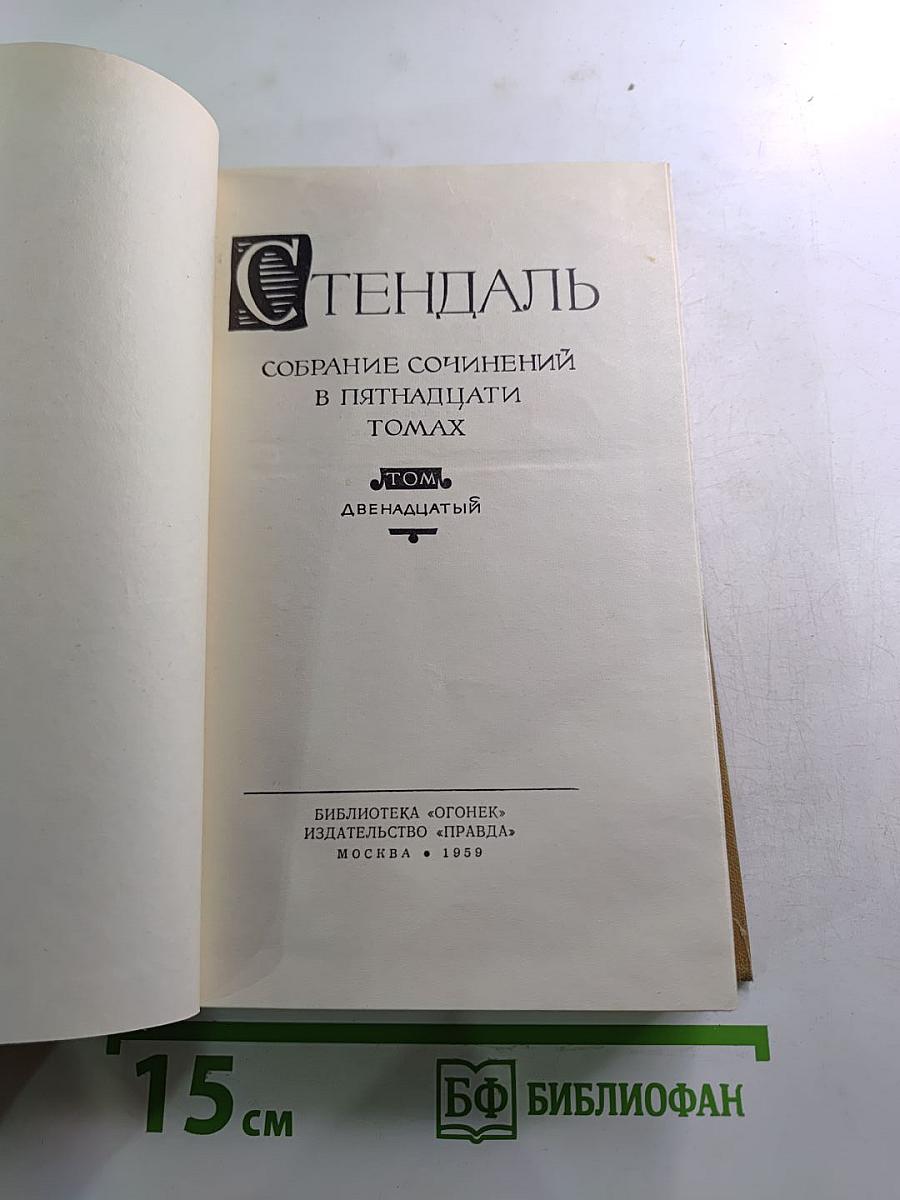 СТЕНДАЛЬ
СОБРАНИЕ СОЧИНЕНИЙ
В ПЯТНАДЦАТИ
ТОМАХ
ТОМ
ДВЕНАДЦАТЫЙ
БИБЛИОТЕКА «ОГОНЕК»
ИЗДАТЕЛЬСТВО «ПРАВДА»
МОСКВА • 1959
15 см
БФ БИБЛИОФАН